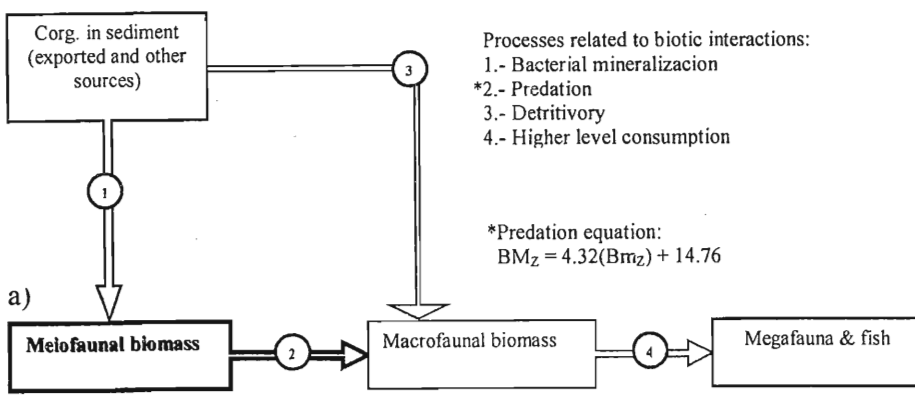 Corg. in sediment
(exported and other
sources)
3
Processes related to biotic interactions:
1.- Bacterial mineralizacion
*2.- Predation
3.- Detritivory
4.- Higher level consumption
1
*Predation equation:
BMZ = 4.32(BmZ) + 14.76
a)
Meiofaunal biomass
2
Macrofaunal biomass
4
Megafauna & fish